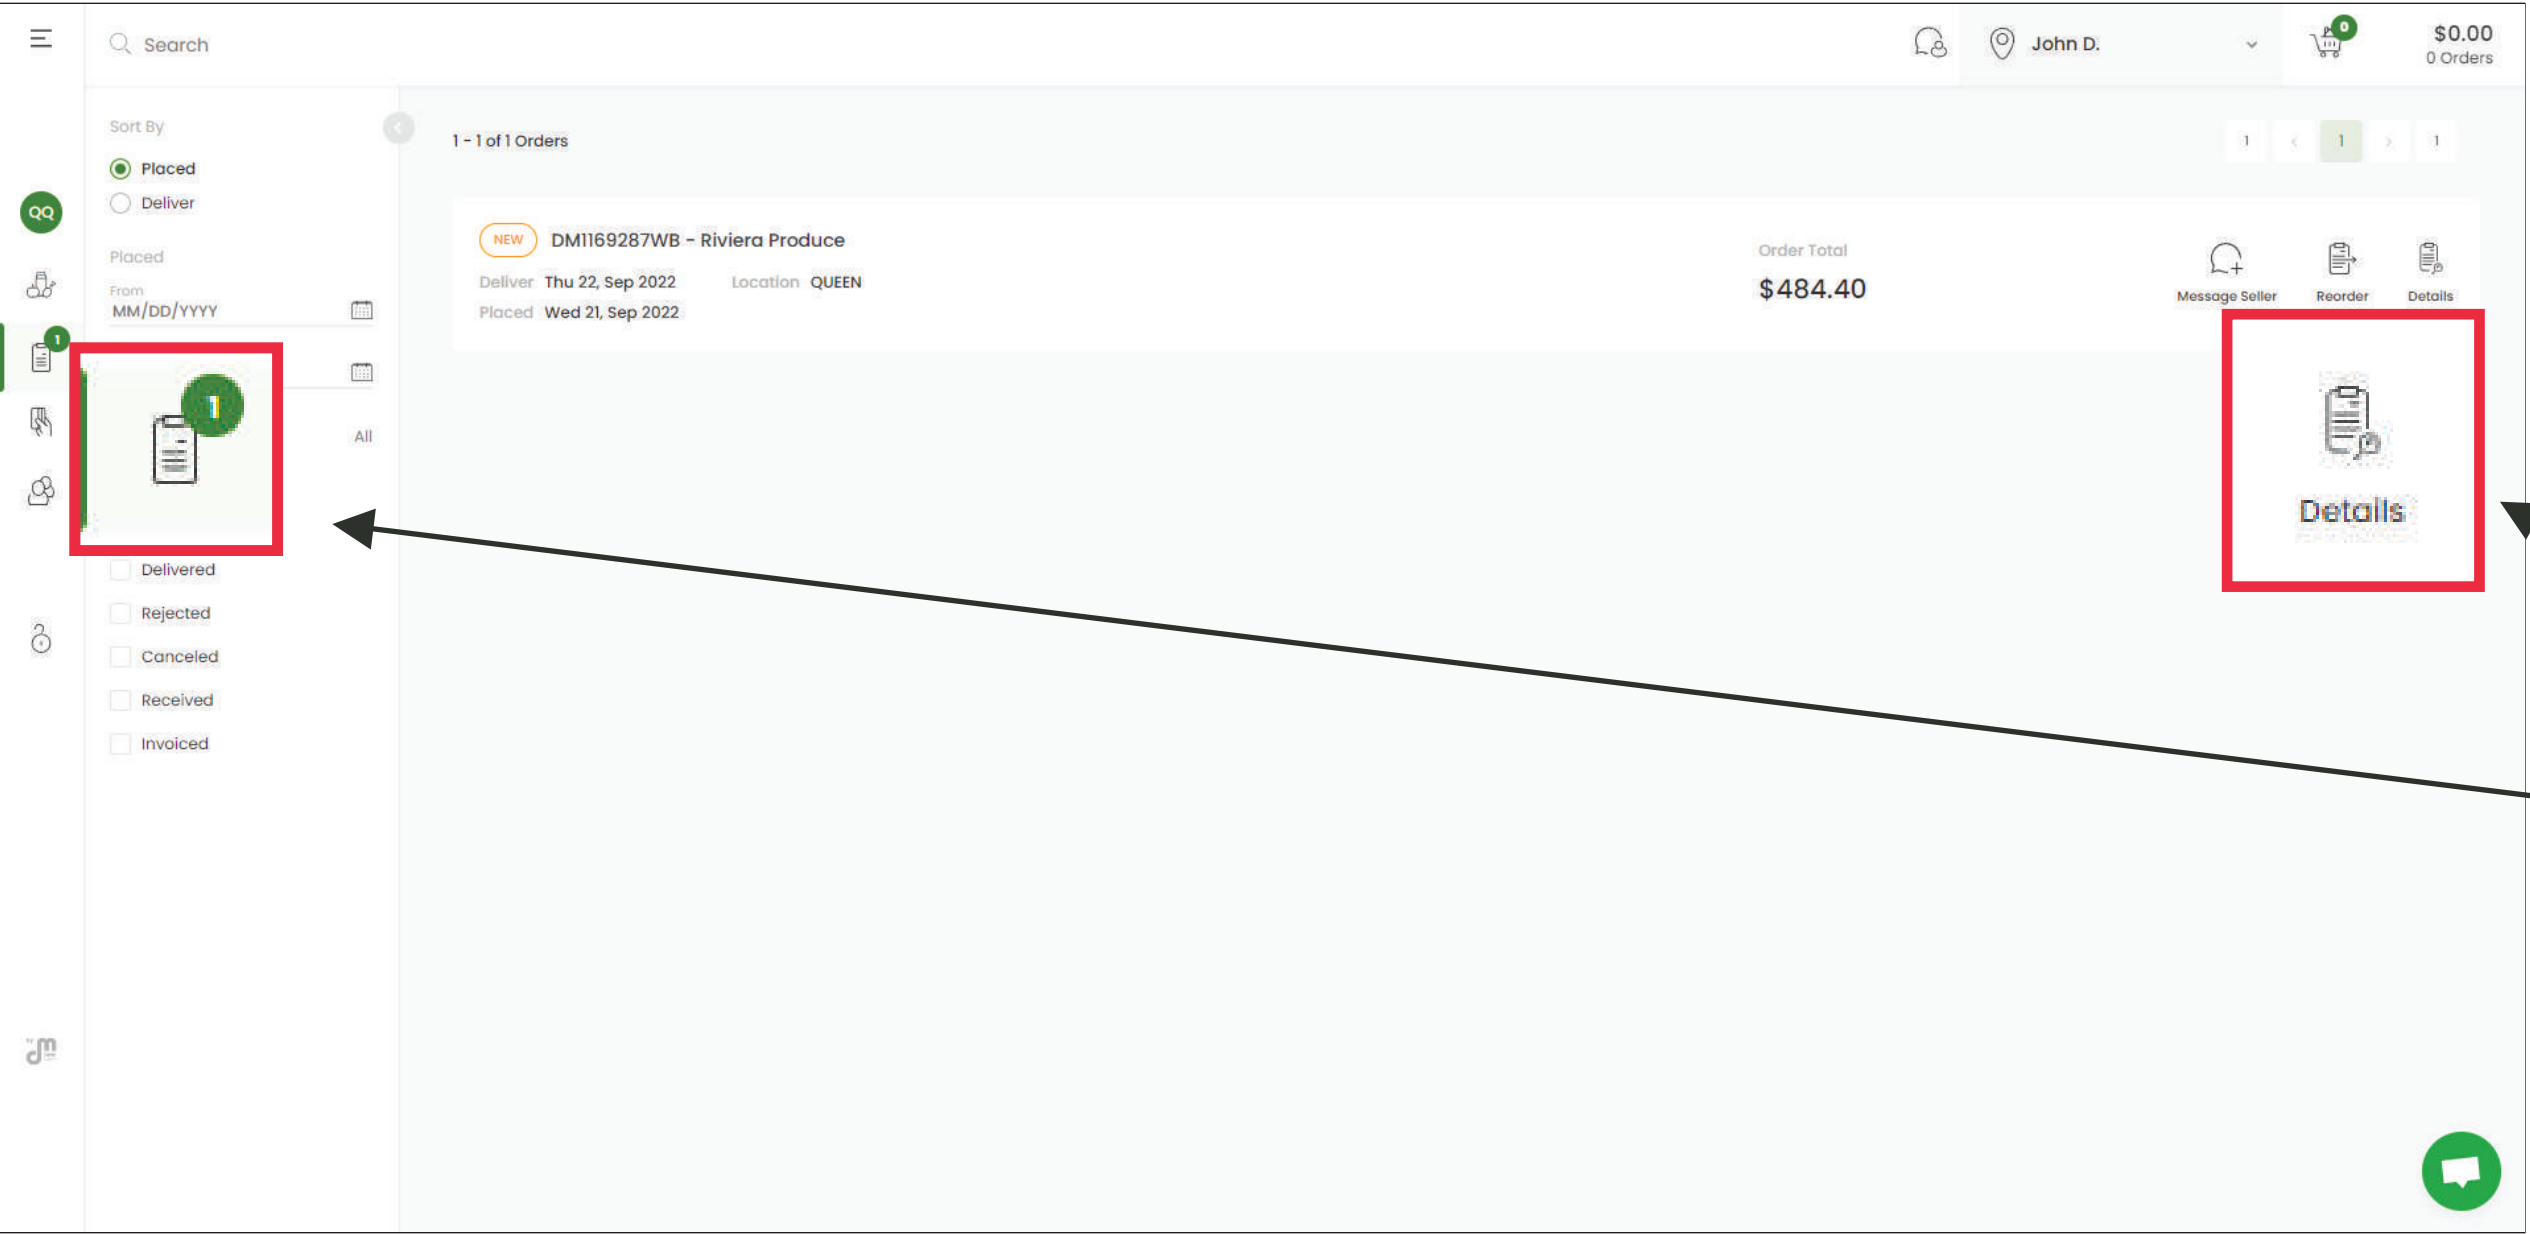 Search
John D.
0
$0.00
0 Orders
Sort By
Placed
Deliver
Placed
From
MM/DD/YYYY
All
Delivered
Rejected
Canceled
Received
Invoiced
QQ
1
1
1 - 1 of 1 Orders
1 < 1 > 1
NEW DM1169287WB - Riviera Produce
Deliver Thu 22, Sep 2022 Location QUEEN
Placed Wed 21, Sep 2022
Order Total
$484.40
Message Seller Reorder Details
Details